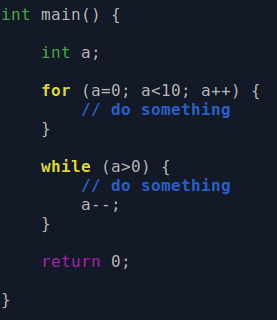 int main() {
int a;
for (a=0; a<10; a++) {
// do something
}
while (a>0) {
// do something
a--;
}
return 0;
}